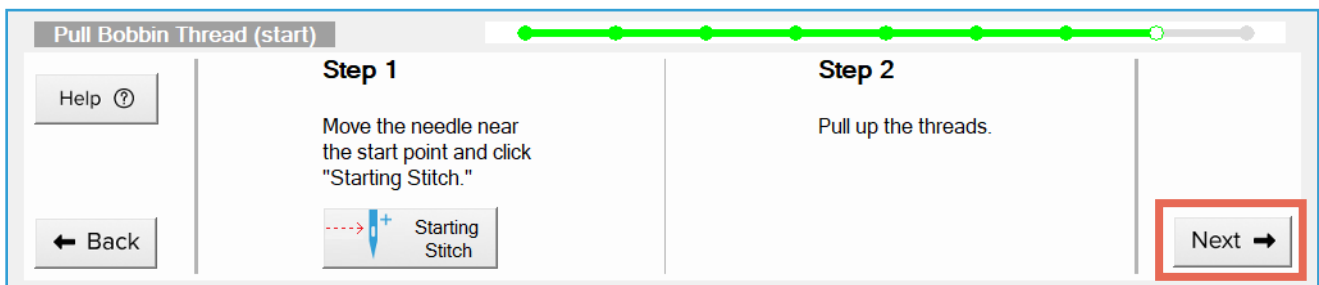 Pull Bobbin Thread (start)
Help ?
Step 1
Move the needle near
the start point and click
"Starting Stitch."
Starting
Stitch
Step 2
Pull up the threads.
Back
Next